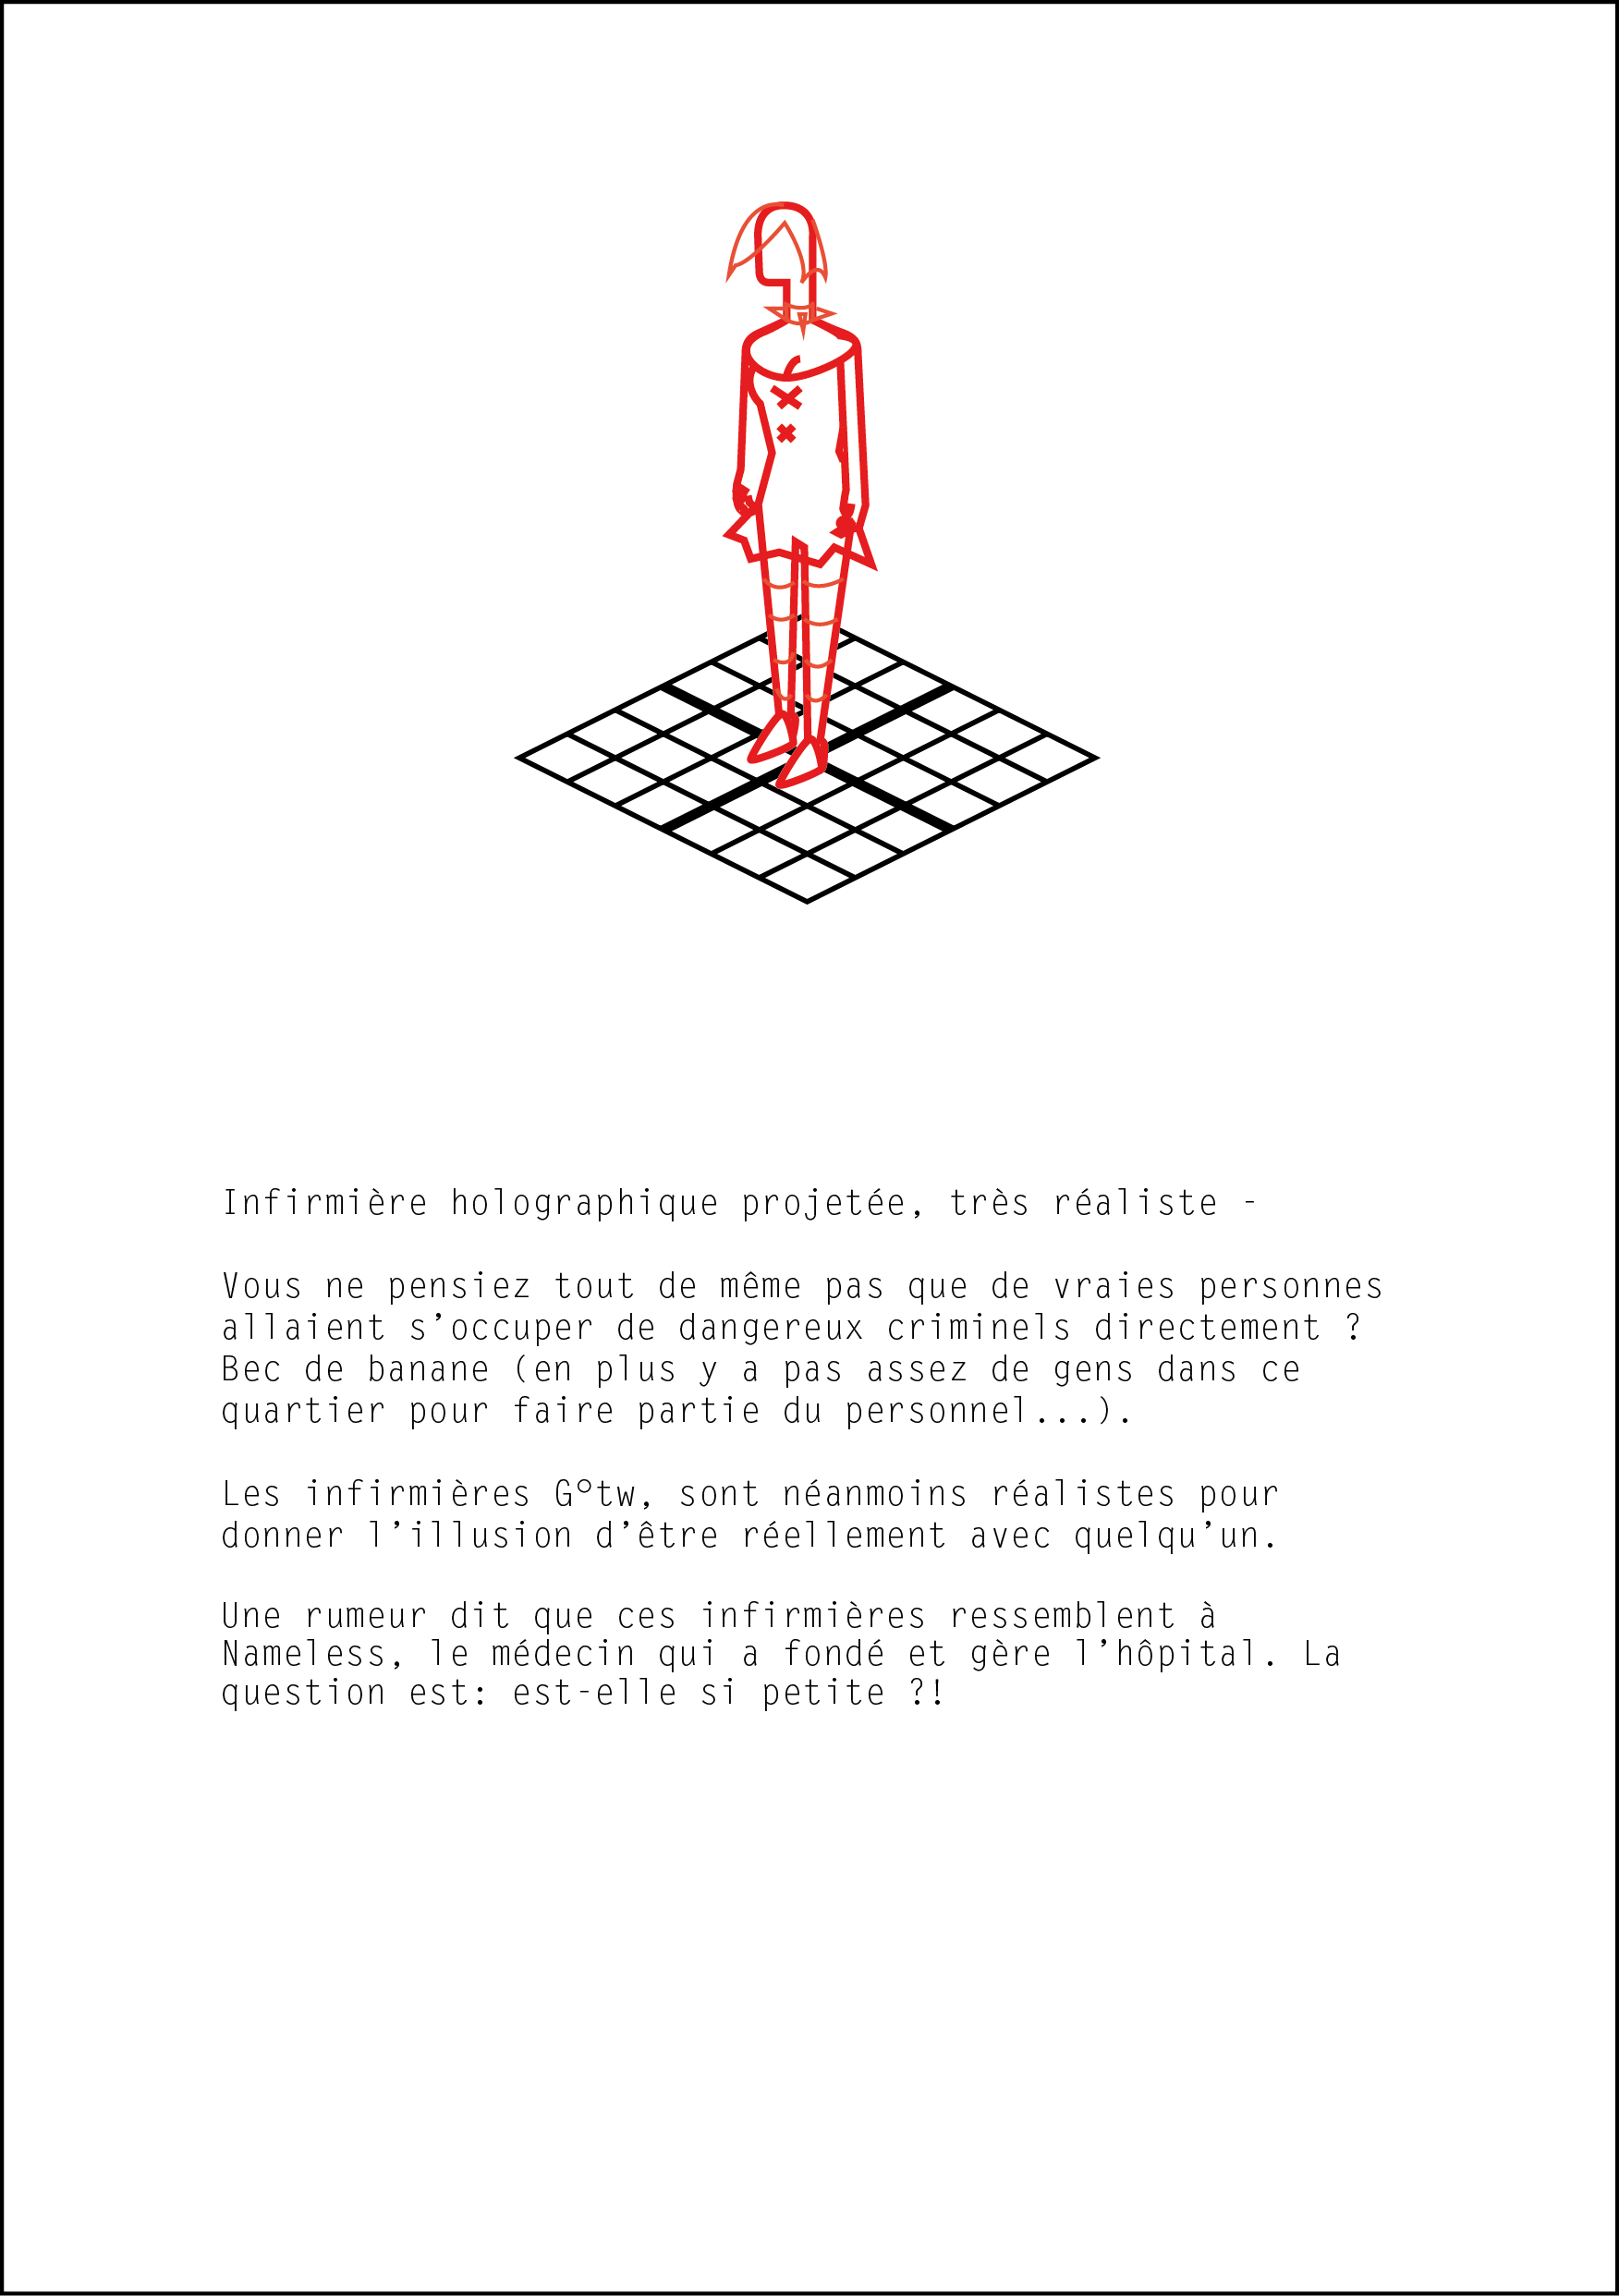 Infirmière holographique projetée, très réaliste -
Vous ne pensiez tout de même pas que de vraies personnes
allaient s’occuper de dangereux criminels directement ?
Bec de banane (en plus y a pas assez de gens dans ce
quartier pour faire partie du personnel...).
Les infirmières G°tw, sont néanmoins réalistes pour
donner l’illusion d’être réellement avec quelqu’un.
Une rumeur dit que ces infirmières ressemblent à
Nameless, le médecin qui a fondé et gère l’hôpital. La
question est: est-elle si petite ?!